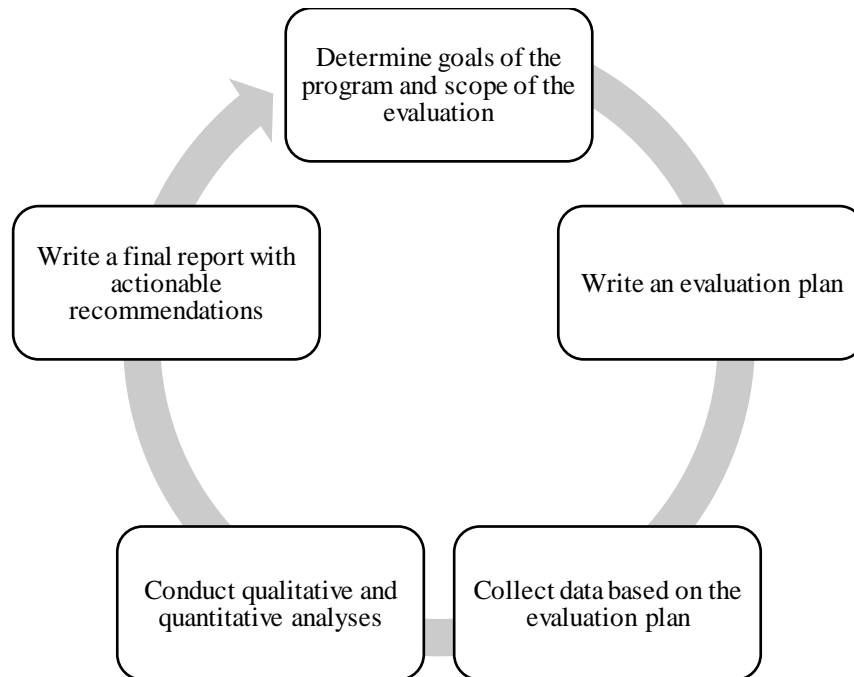 Determine goals of the
program and scope of the
evaluation
Write an evaluation plan
Collect data based on the
evaluation plan
Conduct qualitative and
quantitative analyses
Write a final report with
actionable
recommendations